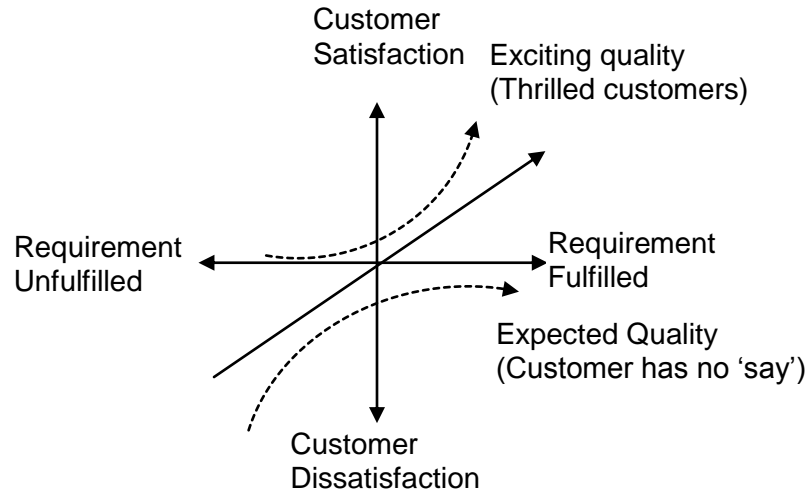 Customer
Satisfaction
Exciting quality
(Thrilled customers)
Requirement
Unfulfilled
Requirement
Fulfilled
Expected Quality
(Customer has no ‘say’)
Customer
Dissatisfaction